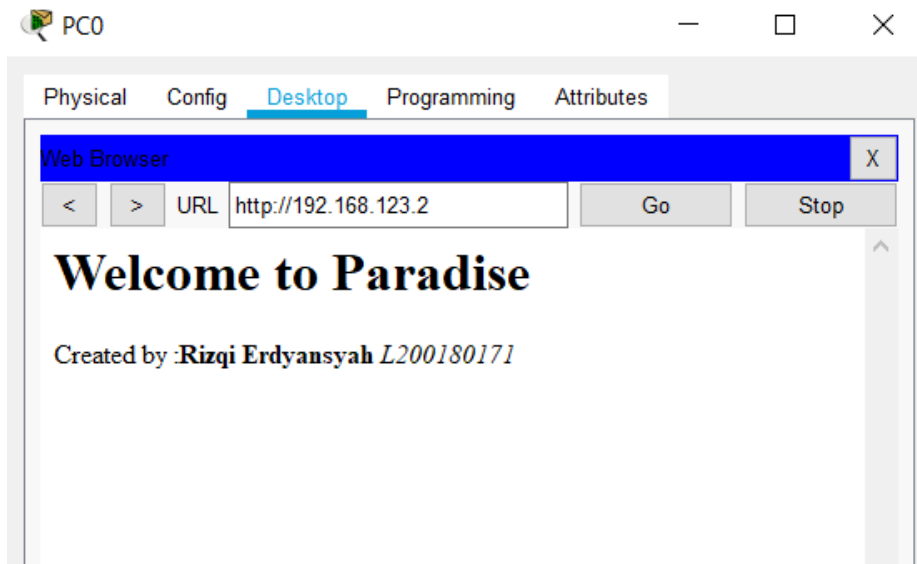 PC0
Physical Config Desktop Programming Attributes
Web Browser X
< > URL http://192.168.123.2 Go Stop
Welcome to Paradise
Created by :Rizqi Erdyansyah L200180171